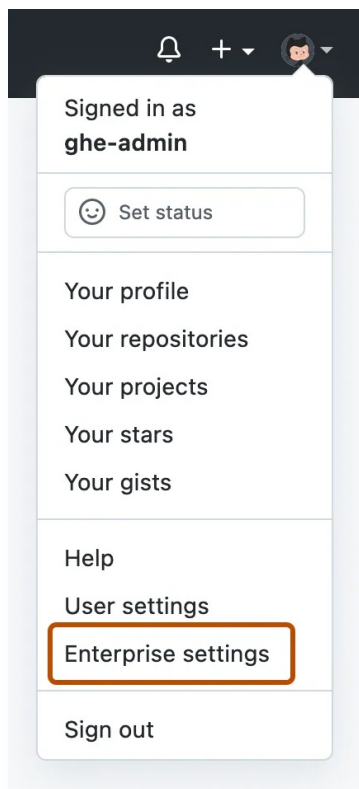 Signed in as
ghe-admin
Set status
Your profile
Your repositories
Your projects
Your stars
Your gists
Help
User settings
Enterprise settings
Sign out